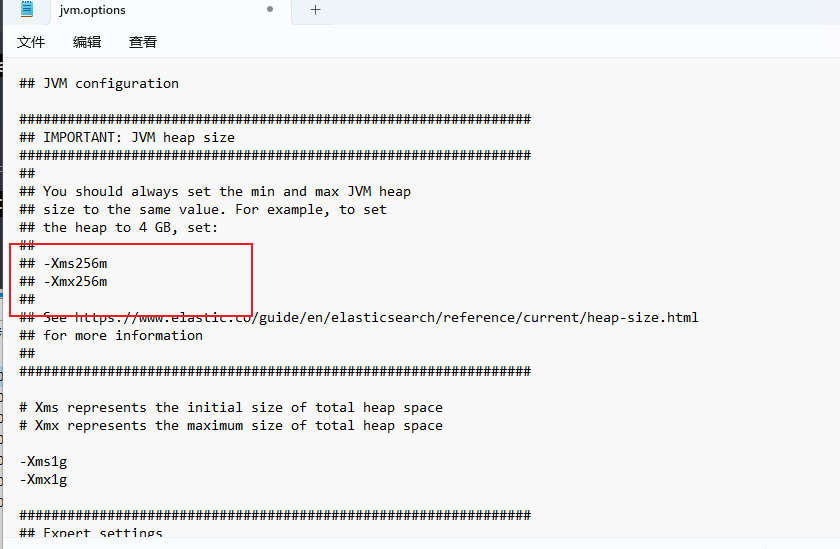 jvm.options
文件 编辑 查看
## JVM configuration
################################################################
## IMPORTANT: JVM heap size
################################################################
##
## You should always set the min and max JVM heap
## size to the same value. For example, to set
## the heap to 4 GB, set:
##
## -Xms256m
## -Xmx256m
##
## See https://www.elastic.co/guide/en/elasticsearch/reference/current/heap-size.html
## for more information
##
################################################################
# Xms represents the initial size of total heap space
# Xmx represents the maximum size of total heap space
-Xms1g
-Xmx1g
################################################################
## Expert settings